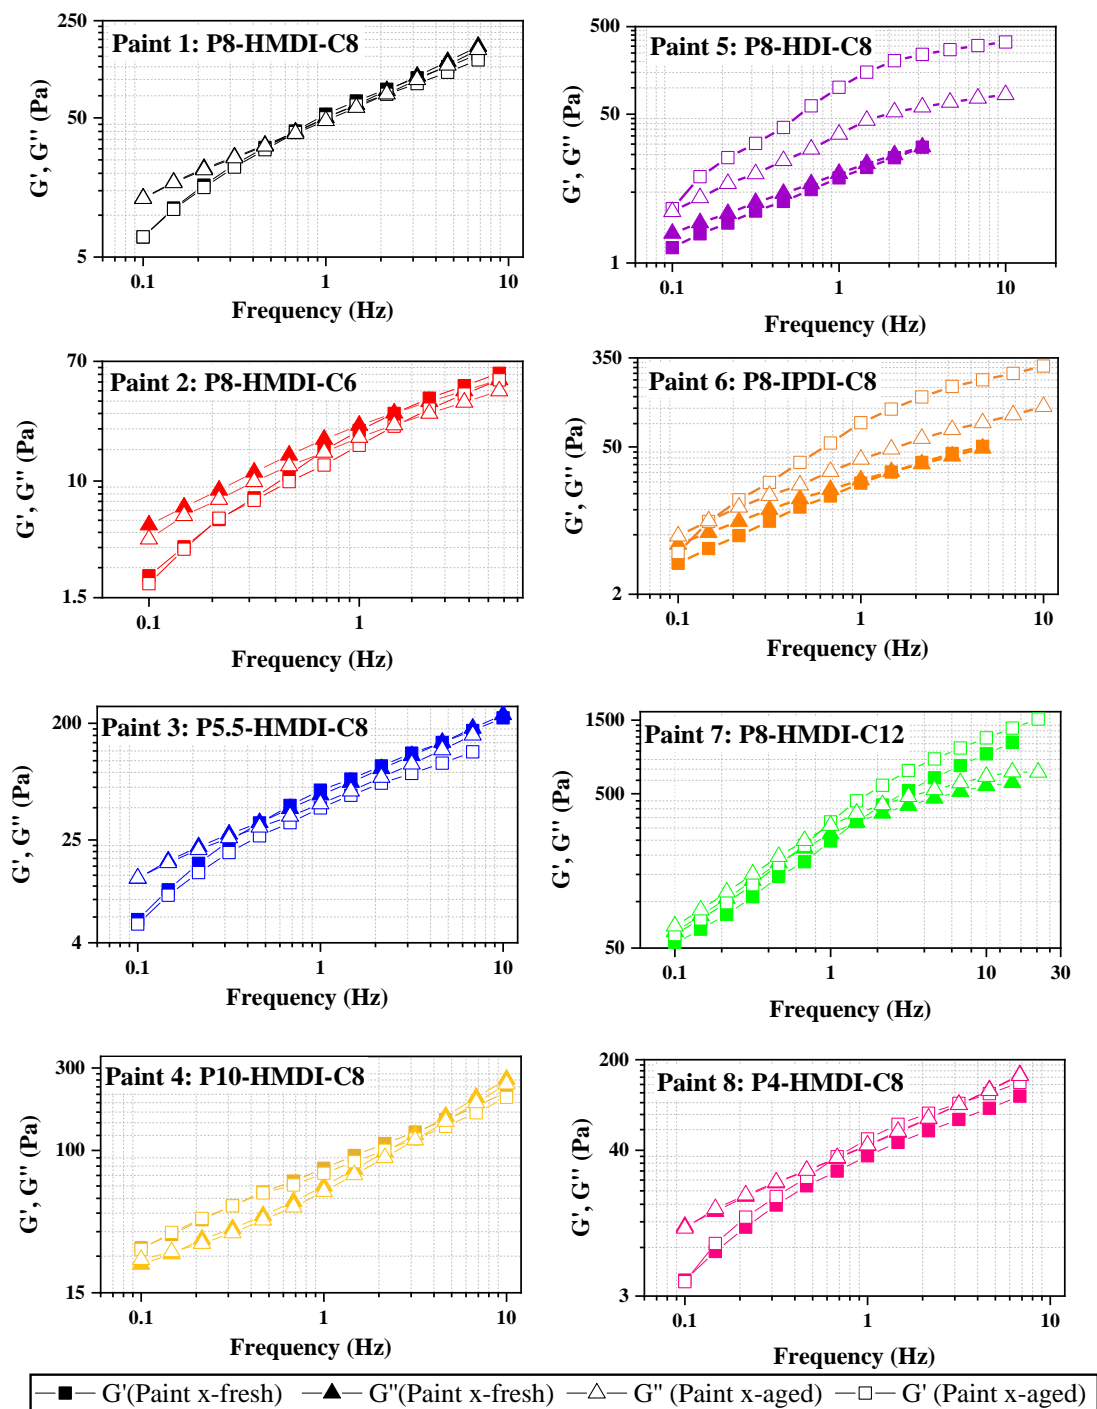 Paint 1: P8-HMDI-C8
G', G'' (Pa)
250
50
5
0.1
1
10
Frequency (Hz)
Paint 5: P8-HDI-C8
G', G'' (Pa)
500
50
1
0.1
1
10
Frequency (Hz)
Paint 2: P8-HMDI-C6
G', G'' (Pa)
70
10
1.5
0.1
1
Frequency (Hz)
Paint 6: P8-IPDI-C8
G', G'' (Pa)
350
50
2
0.1
1
10
Frequency (Hz)
Paint 3: P5.5-HMDI-C8
G', G'' (Pa)
200
25
4
0.1
1
10
Frequency (Hz)
Paint 7: P8-HMDI-C12
G', G'' (Pa)
1500
500
50
0.1
1
10
30
Frequency (Hz)
Paint 4: P10-HMDI-C8
G', G'' (Pa)
300
100
15
0.1
1
10
Frequency (Hz)
Paint 8: P4-HMDI-C8
G', G'' (Pa)
200
40
3
0.1
1
10
Frequency (Hz)
G'(Paint x-fresh) G''(Paint x-fresh) G'' (Paint x-aged) G' (Paint x-aged)